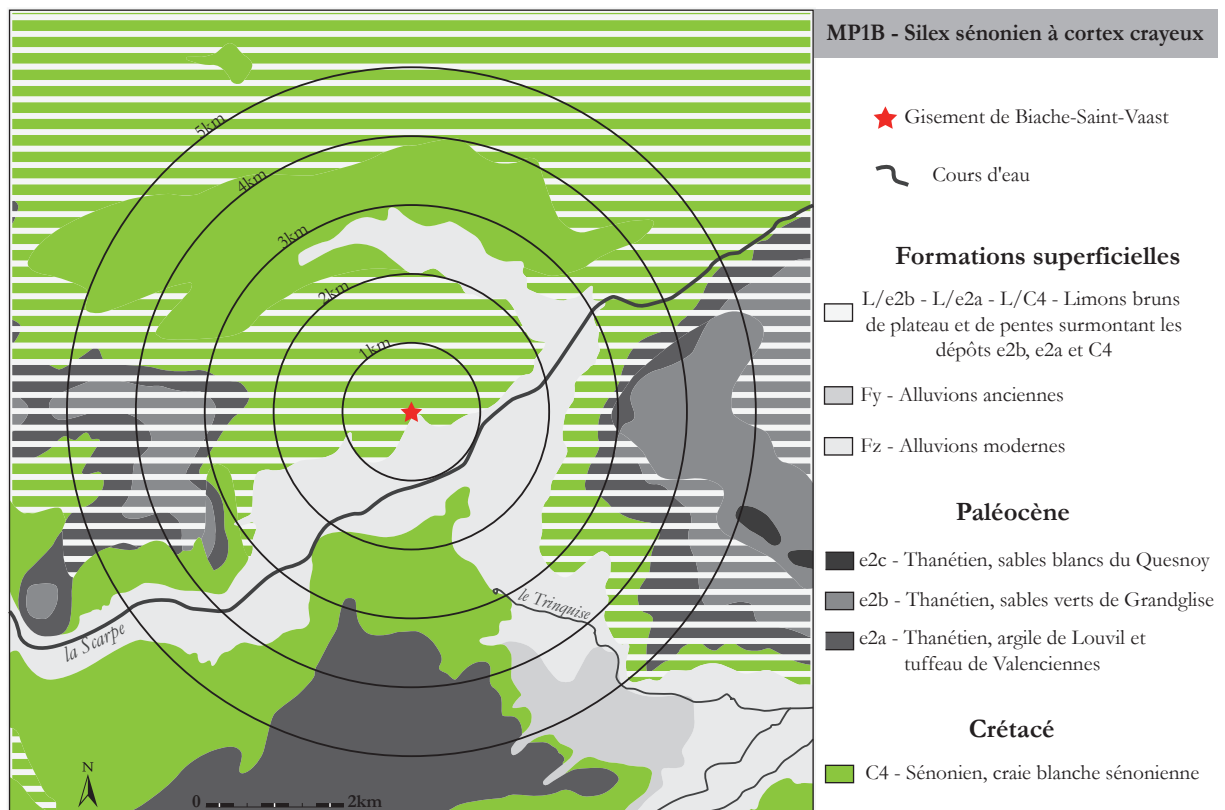 MP1B - Silex sénonien à cortex crayeux
Gisement de Biache-Saint-Vaast
Cours d'eau
Formations superficielles
L/e2b - L/e2a - L/C4 - Limons bruns
de plateau et de pentes surmontant les
dépôts e2b, e2a et C4
Fy - Alluvions anciennes
Fz - Alluvions modernes
Paléocène
e2c - Thanétien, sables blancs du Quesnoy
e2b - Thanétien, sables verts de Grandglise
e2a - Thanétien, argile de Louvil et
tuffeau de Valenciennes
Crétacé
C4 - Sénonien, craie blanche sénonienne
5km
4km
3km
2km
1km
le Trinquise
la Scarpe
N
0 2km